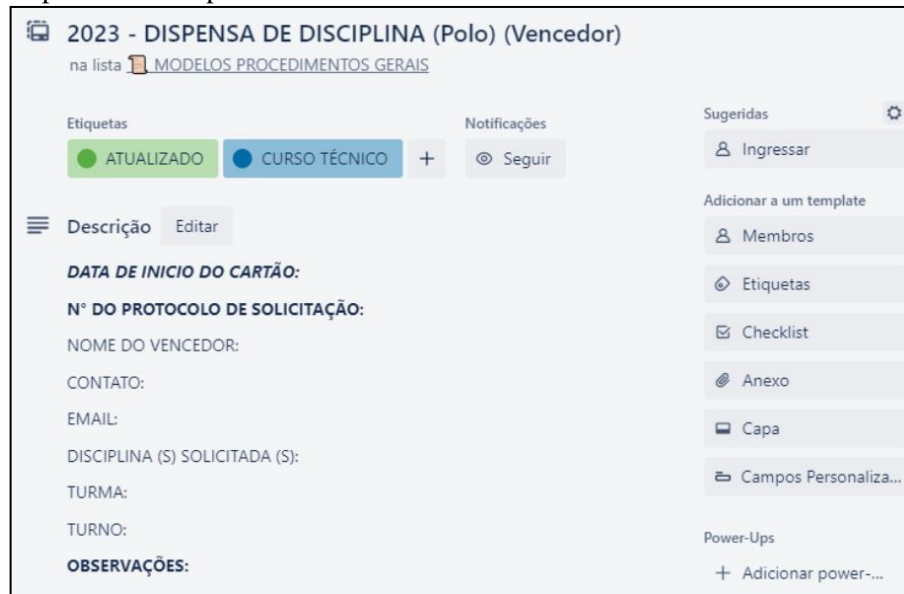 2023 - DISPENSA DE DISCIPLINA (Polo) (Vencedor)
na lista 📜 MODELOS PROCEDIMENTOS GERAIS
Etiquetas
ATUALIZADO
CURSO TÉCNICO
+
Notificações
Seguir
Descrição
Editar
DATA DE INICIO DO CARTÃO:
N° DO PROTOCOLO DE SOLICITAÇÃO:
NOME DO VENCEDOR:
CONTATO:
EMAIL:
DISCIPLINA (S) SOLICITADA (S):
TURMA:
TURNO:
OBSERVAÇÕES:
Sugeridas
Ingressar
Adicionar a um template
Membros
Etiquetas
Checklist
Anexo
Capa
Campos Personaliza...
Power-Ups
+ Adicionar power-...